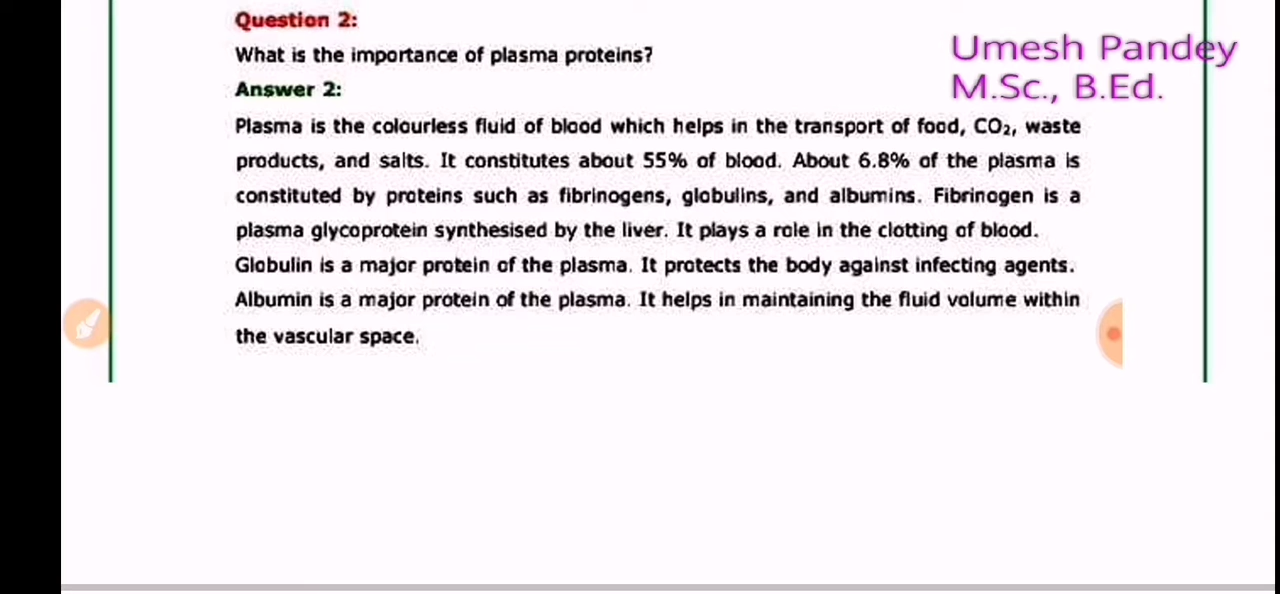 Question 2:
What is the importance of plasma proteins?
Umesh Pandey
M.Sc., B.Ed.
Answer 2:
Plasma is the colourless fluid of blood which helps in the transport of food, CO₂, waste
products, and salts. It constitutes about 55% of blood. About 6.8% of the plasma is
constituted by proteins such as fibrinogens, globulins, and albumins. Fibrinogen is a
plasma glycoprotein synthesised by the liver. It plays a role in the clotting of blood.
Globulin is a major protein of the plasma. It protects the body against infecting agents.
Albumin is a major protein of the plasma. It helps in maintaining the fluid volume within
the vascular space.